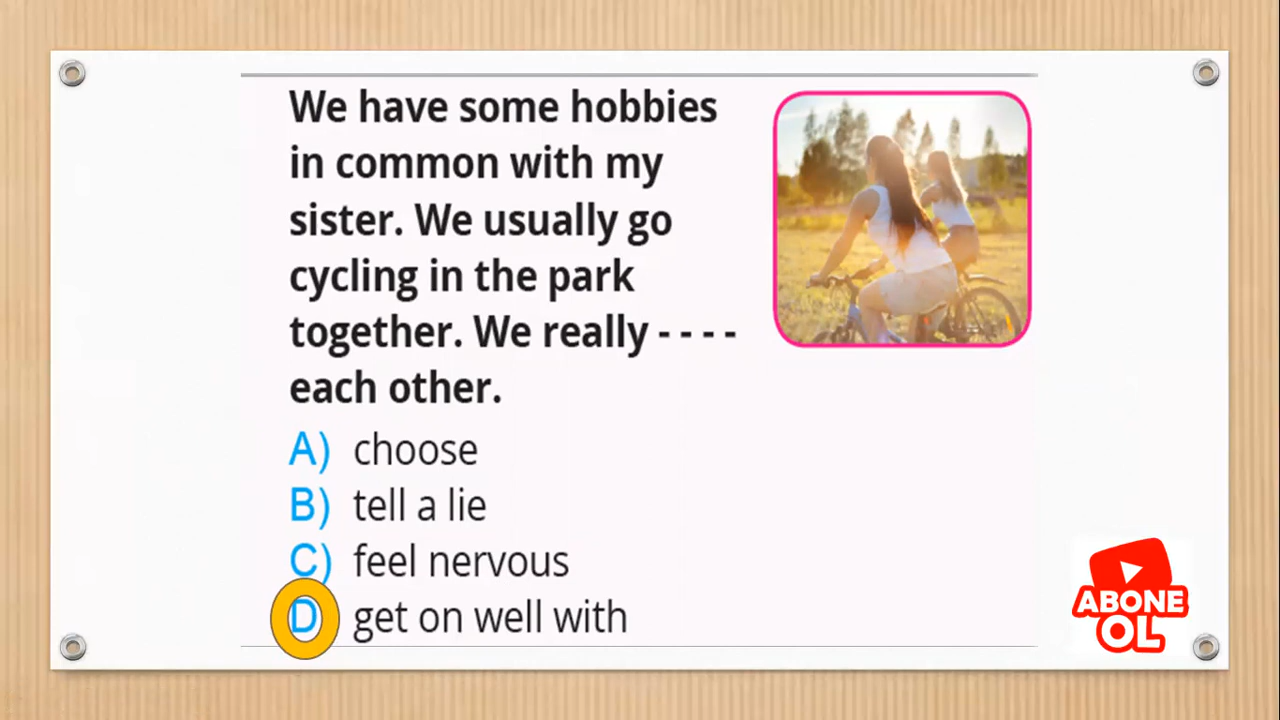 We have some hobbies
in common with my
sister. We usually go
cycling in the park
together. We really - - - -
each other.
A) choose
B) tell a lie
C) feel nervous
D get on well with
ABONE
OL